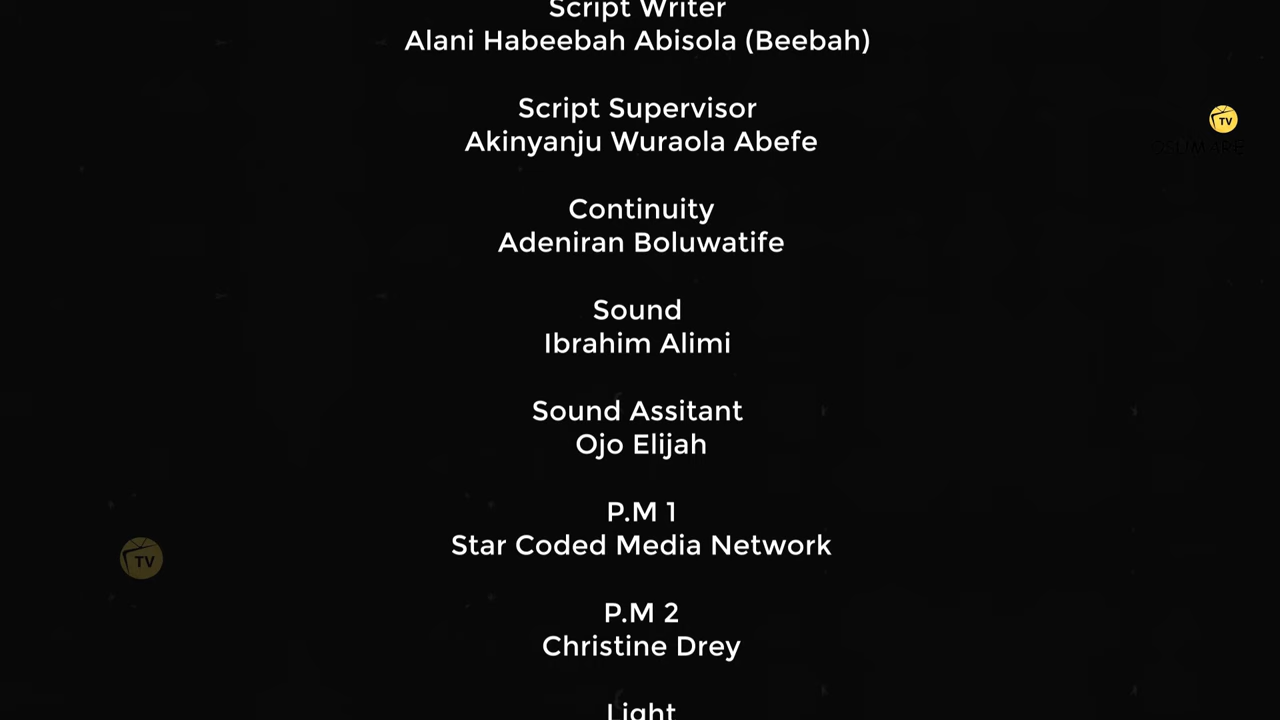 Script Writer
Alani Habeebah Abisola (Beebah)
Script Supervisor
Akinyanju Wuraola Abefe
TV
Continuity
Adeniran Boluwatife
Sound
Ibrahim Alimi
Sound Assitant
Ojo Elijah
P.M 1
Star Coded Media Network
TV
P.M 2
Christine Drey
Light